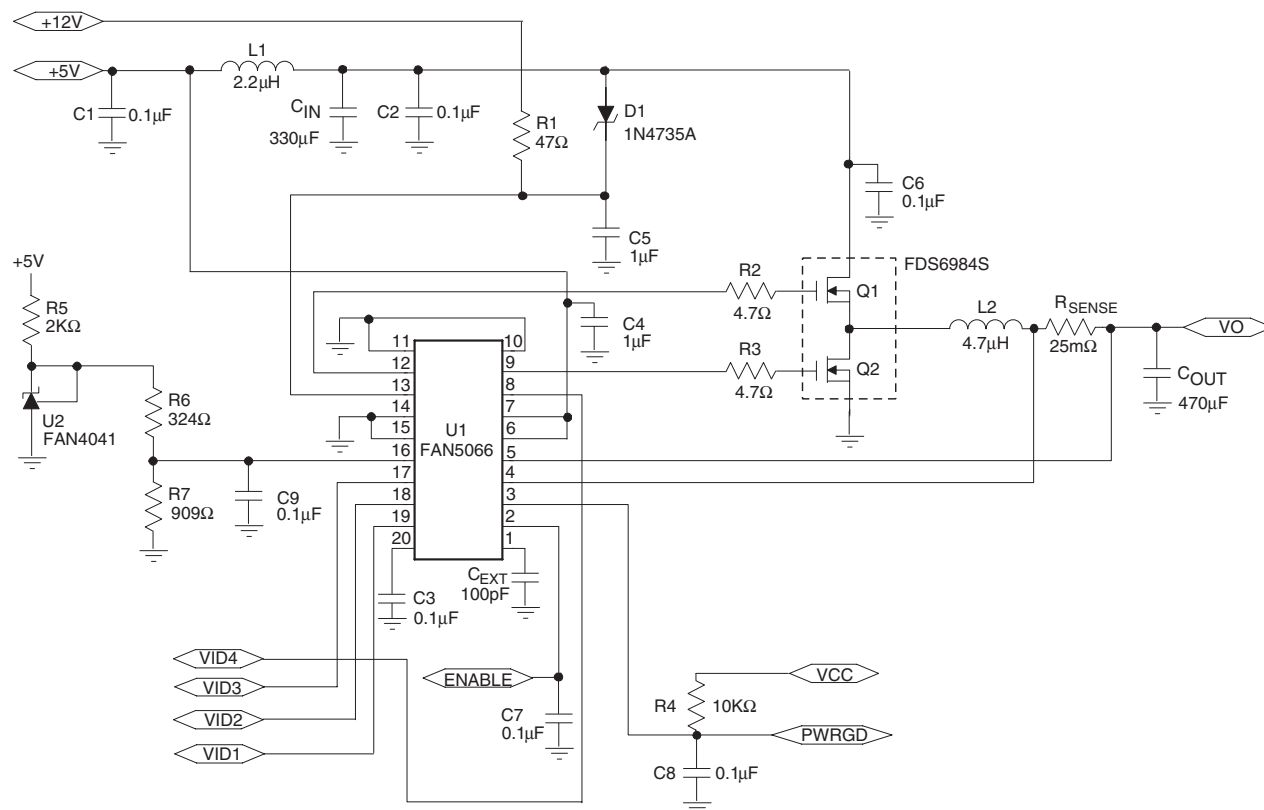 +12V
+5V
L1
2.2µH
C1
0.1µF
CIN
330µF
C2
0.1µF
R1
47Ω
D1
1N4735A
C6
0.1µF
C5
1µF
+5V
R5
2KΩ
U2
FAN4041
R6
324Ω
R7
909Ω
C9
0.1µF
C4
1µF
R2
4.7Ω
R3
4.7Ω
FDS6984S
Q1
Q2
L2
4.7µH
RSENSE
25mΩ
VO
COUT
470µF
U1
FAN5066
11
12
13
14
15
16
17
18
19
20
10
9
8
7
6
5
4
3
2
1
C3
0.1µF
CEXT
100pF
VID4
VID3
VID2
VID1
ENABLE
C7
0.1µF
VCC
R4
10KΩ
PWRGD
C8
0.1µF